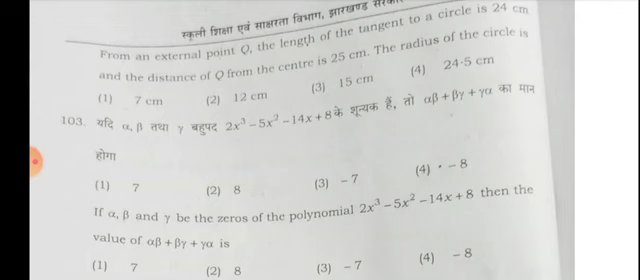 स्कूली शिक्षा एवं साक्षरता विभाग, झारखण्ड सरकार
From an external point Q, the length of the tangent to a circle is 24 cm
and the distance of Q from the centre is 25 cm. The radius of the circle is
(1) 7 cm (2) 12 cm (3) 15 cm (4) 24·5 cm
103. यदि α, β तथा γ बहुपद 2x³ – 5x² – 14x + 8 के शून्यक हैं, तो αβ + βγ + γα का मान
होगा
(1) 7 (2) 8 (3) – 7 (4) · – 8
If α, β and γ be the zeros of the polynomial 2x³ – 5x² – 14x + 8 then the
value of αβ + βγ + γα is
(1) 7 (2) 8 (3) – 7 (4) – 8